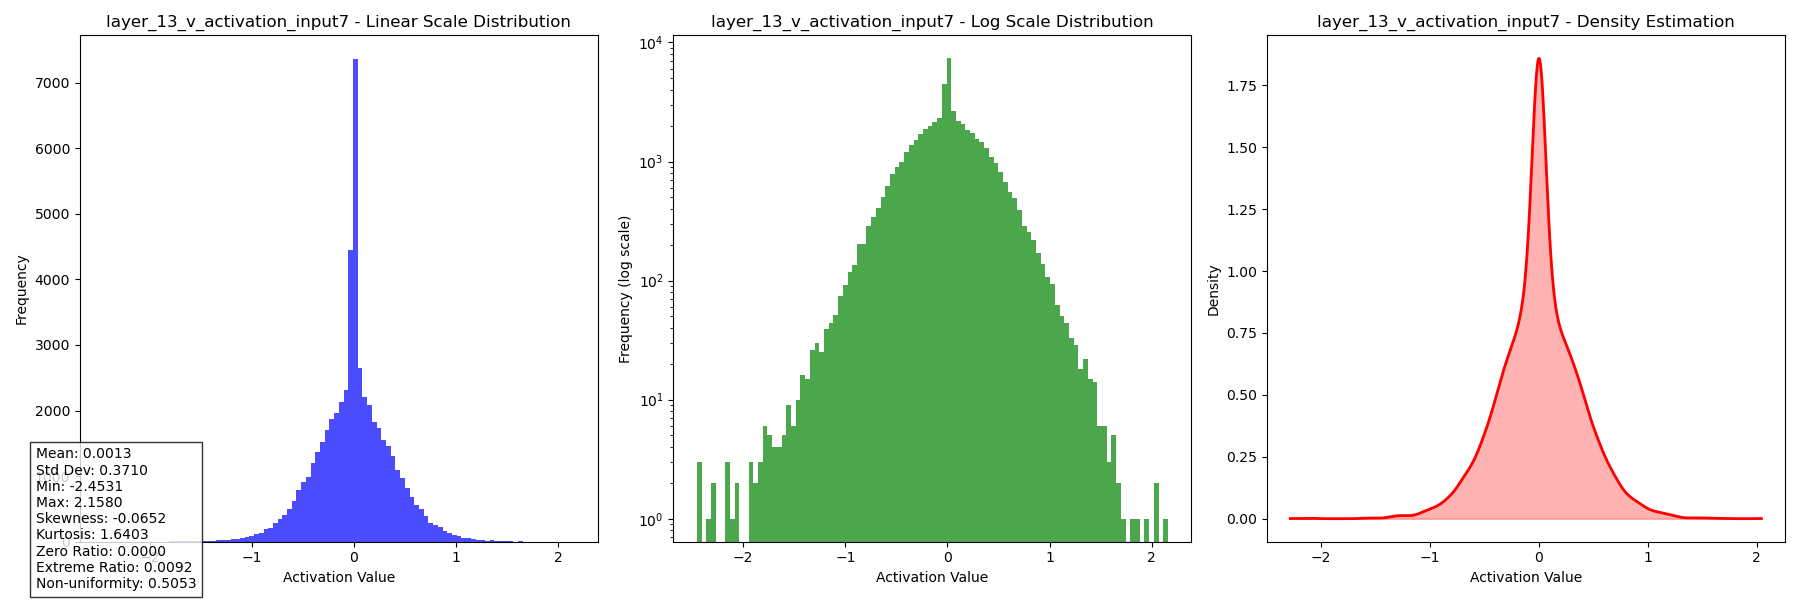 layer_13_v_activation_input7 - Linear Scale Distribution
7000
6000
5000
4000
3000
2000
1000
0
Frequency
−2
−1
0
1
2
Activation Value
Mean: 0.0013
Std Dev: 0.3710
Min: -2.4531
Max: 2.1580
Skewness: -0.0652
Kurtosis: 1.6403
Zero Ratio: 0.0000
Extreme Ratio: 0.0092
Non-uniformity: 0.5053
layer_13_v_activation_input7 - Log Scale Distribution
10⁴
10³
10²
10¹
10⁰
Frequency (log scale)
−2
−1
0
1
2
Activation Value
layer_13_v_activation_input7 - Density Estimation
1.75
1.50
1.25
1.00
0.75
0.50
0.25
0.00
Density
−2
−1
0
1
2
Activation Value